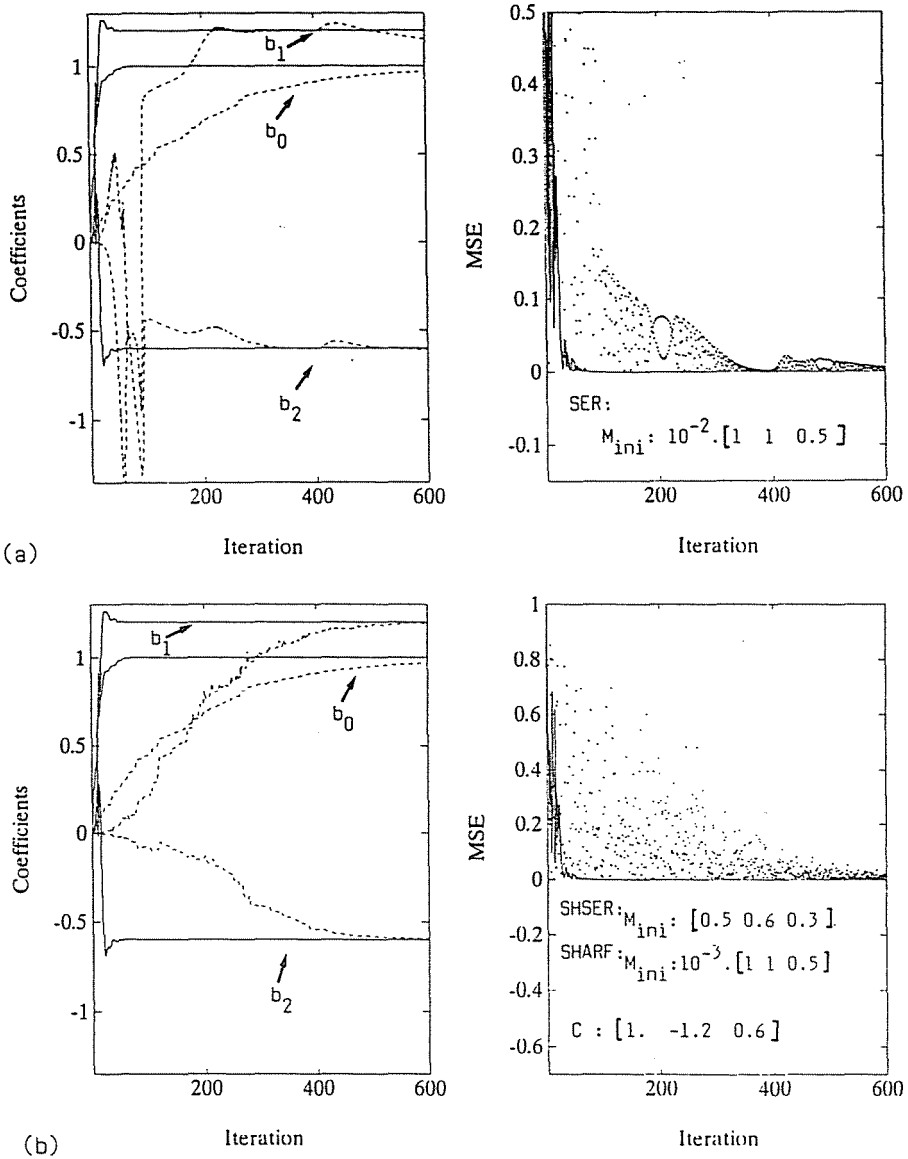 b1
1
b0
0.5
Coefficients
0
-0.5
b2
-1
200
400
600
Iteration
(a)
0.5
0.4
0.3
0.2
MSE
0.1
0
SER:
Mini: 10-2.[1 1 0.5]
-0.1
200
400
600
Iteration
b1
1
b0
0.5
Coefficients
0
-0.5
b2
-1
200
400
600
Iteration
(b)
1
0.8
0.6
0.4
MSE
0.2
0
SHSER:Mini: [0.5 0.6 0.3]
-0.2
SHARF:Mini:10-3.[1 1 0.5]
-0.4
C : [1. -1.2 0.6]
-0.6
200
400
600
Iteration